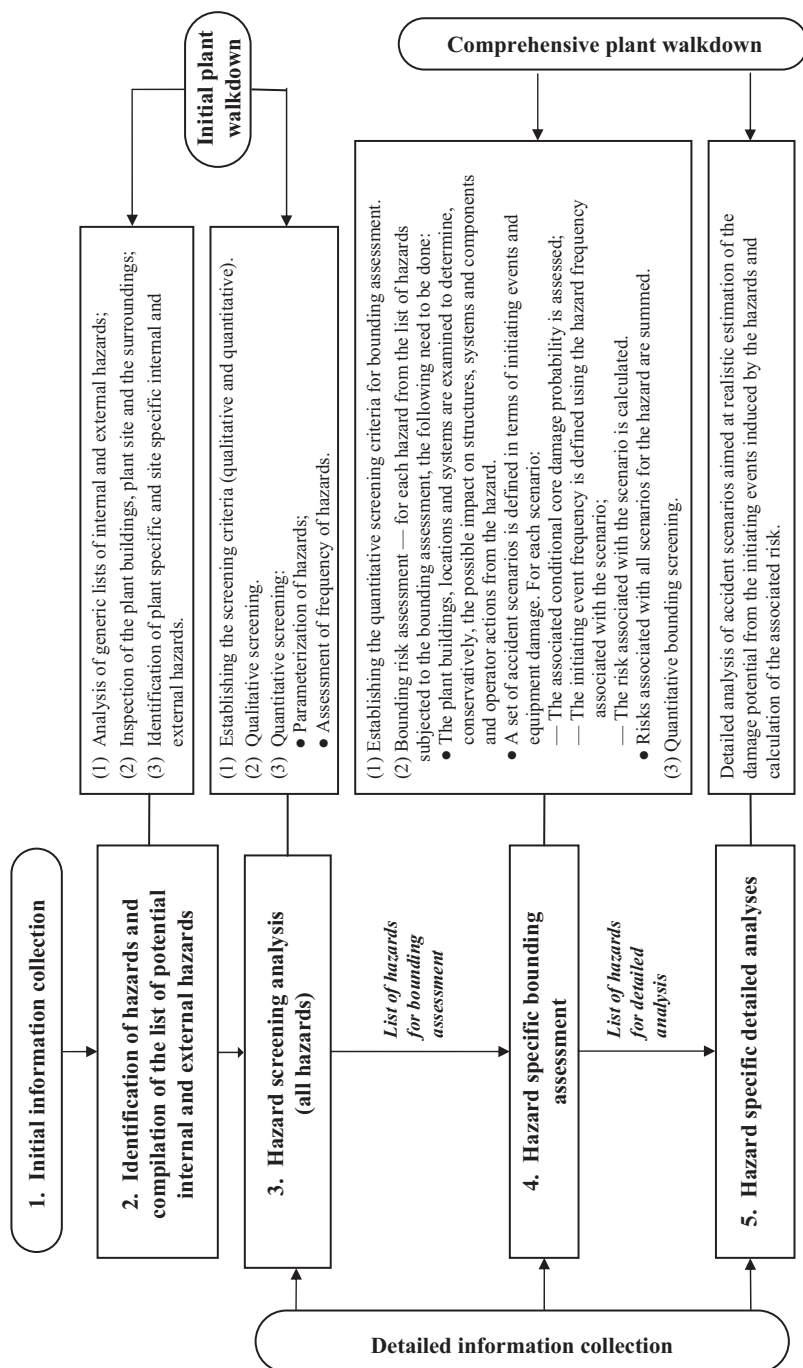 1. Initial information collection
2. Identification of hazards and
compilation of the list of potential
internal and external hazards
(1) Analysis of generic lists of internal and external hazards;
(2) Inspection of the plant buildings, plant site and the surroundings;
(3) Identification of plant specific and site specific internal and
external hazards.
Initial plant
walkdown
3. Hazard screening analysis
(all hazards)
(1) Establishing the screening criteria (qualitative and quantitative).
(2) Qualitative screening.
(3) Quantitative screening:
● Parameterization of hazards;
● Assessment of frequency of hazards.
List of hazards
for bounding
assessment
4. Hazard specific bounding
assessment
(1) Establishing the quantitative screening criteria for bounding assessment.
(2) Bounding risk assessment — for each hazard from the list of hazards
subjected to the bounding assessment, the following need to be done:
● The plant buildings, locations and systems are examined to determine,
conservatively, the possible impact on structures, systems and components
and operator actions from the hazard.
● A set of accident scenarios is defined in terms of initiating events and
equipment damage. For each scenario:
— The associated conditional core damage probability is assessed;
— The initiating event frequency is defined using the hazard frequency
associated with the scenario;
— The risk associated with the scenario is calculated.
● Risks associated with all scenarios for the hazard are summed.
(3) Quantitative bounding screening.
Comprehensive plant walkdown
List of hazards
for detailed
analysis
5. Hazard specific detailed analyses
Detailed analysis of accident scenarios aimed at realistic estimation of the
damage potential from the initiating events induced by the hazards and
calculation of the associated risk.
Detailed information collection